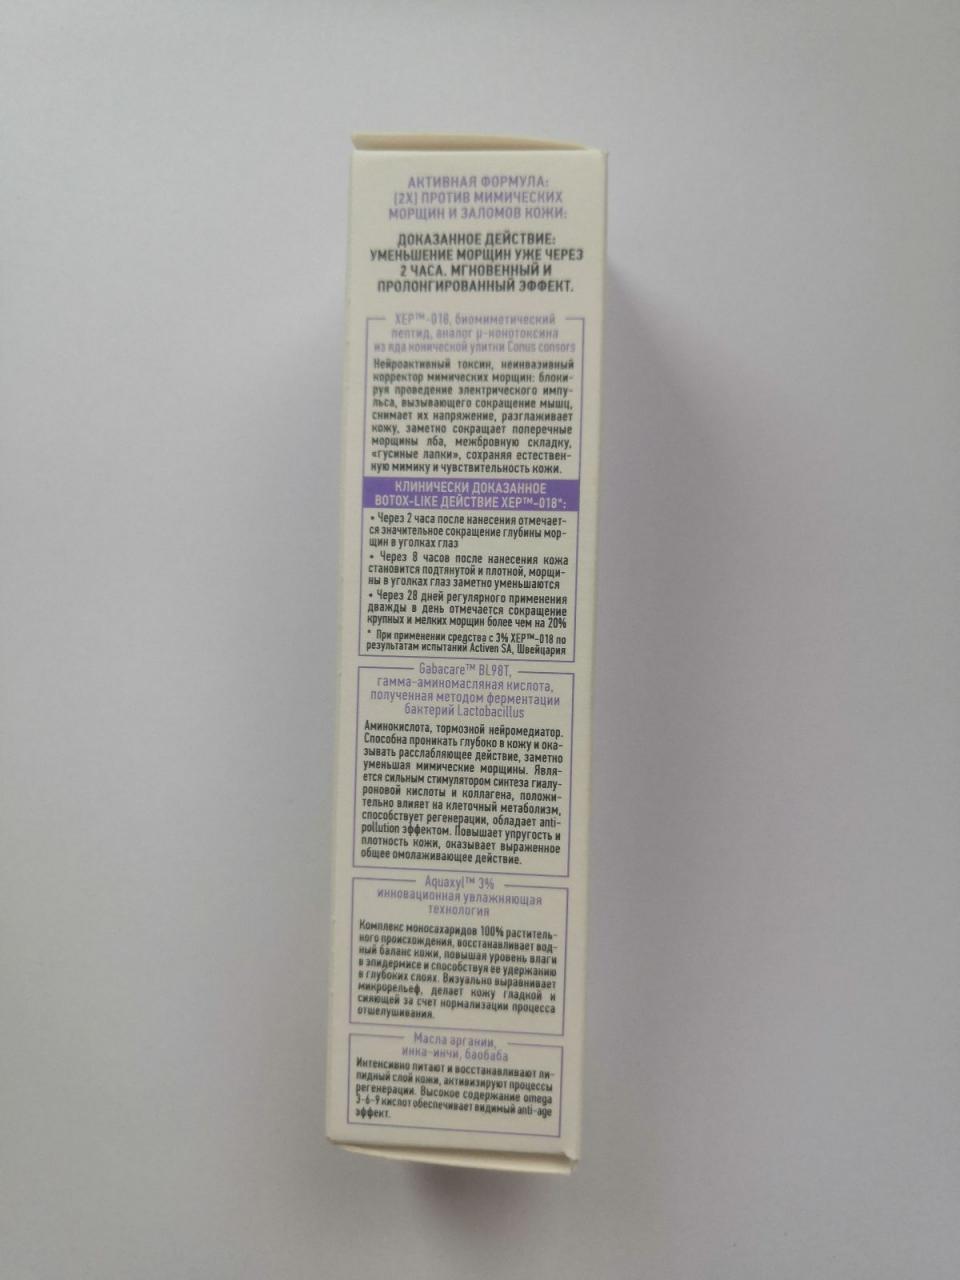 АКТИВНАЯ ФОРМУЛА:
(2X) ПРОТИВ МИМИЧЕСКИХ
МОРЩИН И ЗАЛОМОВ КОЖИ:
ДОКАЗАННОЕ ДЕЙСТВИЕ:
УМЕНЬШЕНИЕ МОРЩИН УЖЕ ЧЕРЕЗ
2 ЧАСА. МГНОВЕННЫЙ И
ПРОЛОНГИРОВАННЫЙ ЭФФЕКТ.
XEP™-018, биомиметический
пептид, аналог µ-конотоксина
из яда конической улитки Conus consors
Нейроактивный токсин, неинвазивный
корректор мимических морщин: блоки-
руя проведение электрического импу-
льса, вызывающего сокращение мышц,
снимает их напряжение, разглаживает
кожу, заметно сокращает поперечные
морщины лба, межбровную складку,
«гусиные лапки», сохраняя естествен-
ную мимику и чувствительность кожи.
КЛИНИЧЕСКИ ДОКАЗАННОЕ
BOTOX-LIKE ДЕЙСТВИЕ XEP™-018*:
• Через 2 часа после нанесения отмечает-
ся значительное сокращение глубины мор-
щин в уголках глаз
• Через 8 часов после нанесения кожа
становится подтянутой и плотной, морщи-
ны в уголках глаз заметно уменьшаются
• Через 28 дней регулярного применения
дважды в день отмечается сокращение
крупных и мелких морщин более чем на 20%
* При применении средства с 3% XEP™-018 по
результатам испытаний Activen SA, Швейцария
Gabacare™ BL98T,
гамма-аминомасляная кислота,
полученная методом ферментации
бактерий Lactobacillus
Аминокислота, тормозной нейромедиатор.
Способна проникать глубоко в кожу и ока-
зывать расслабляющее действие, заметно
уменьшая мимические морщины. Явля-
ется сильным стимулятором синтеза гиалу-
роновой кислоты и коллагена, положи-
тельно влияет на клеточный метаболизм,
способствует регенерации, обладает anti-
pollution эффектом. Повышает упругость и
плотность кожи, оказывает выраженное
общее омолаживающее действие.
Aquaxyl™ 3%
инновационная увлажняющая
технология
Комплекс моносахаридов 100% раститель-
ного происхождения, восстанавливает вод-
ный баланс кожи, повышая уровень влаги
в эпидермисе и способствуя ее удержанию
в глубоких слоях. Визуально выравнивает
микрорельеф, делает кожу гладкой и
сияющей за счет нормализации процесса
отшелушивания.
Масла аргании,
инка-инчи, баобаба
Интенсивно питают и восстанавливают ли-
пидный слой кожи, активизируют процессы
регенерации. Высокое содержание omega
3-6-9 кислот обеспечивает видимый anti-age
эффект.